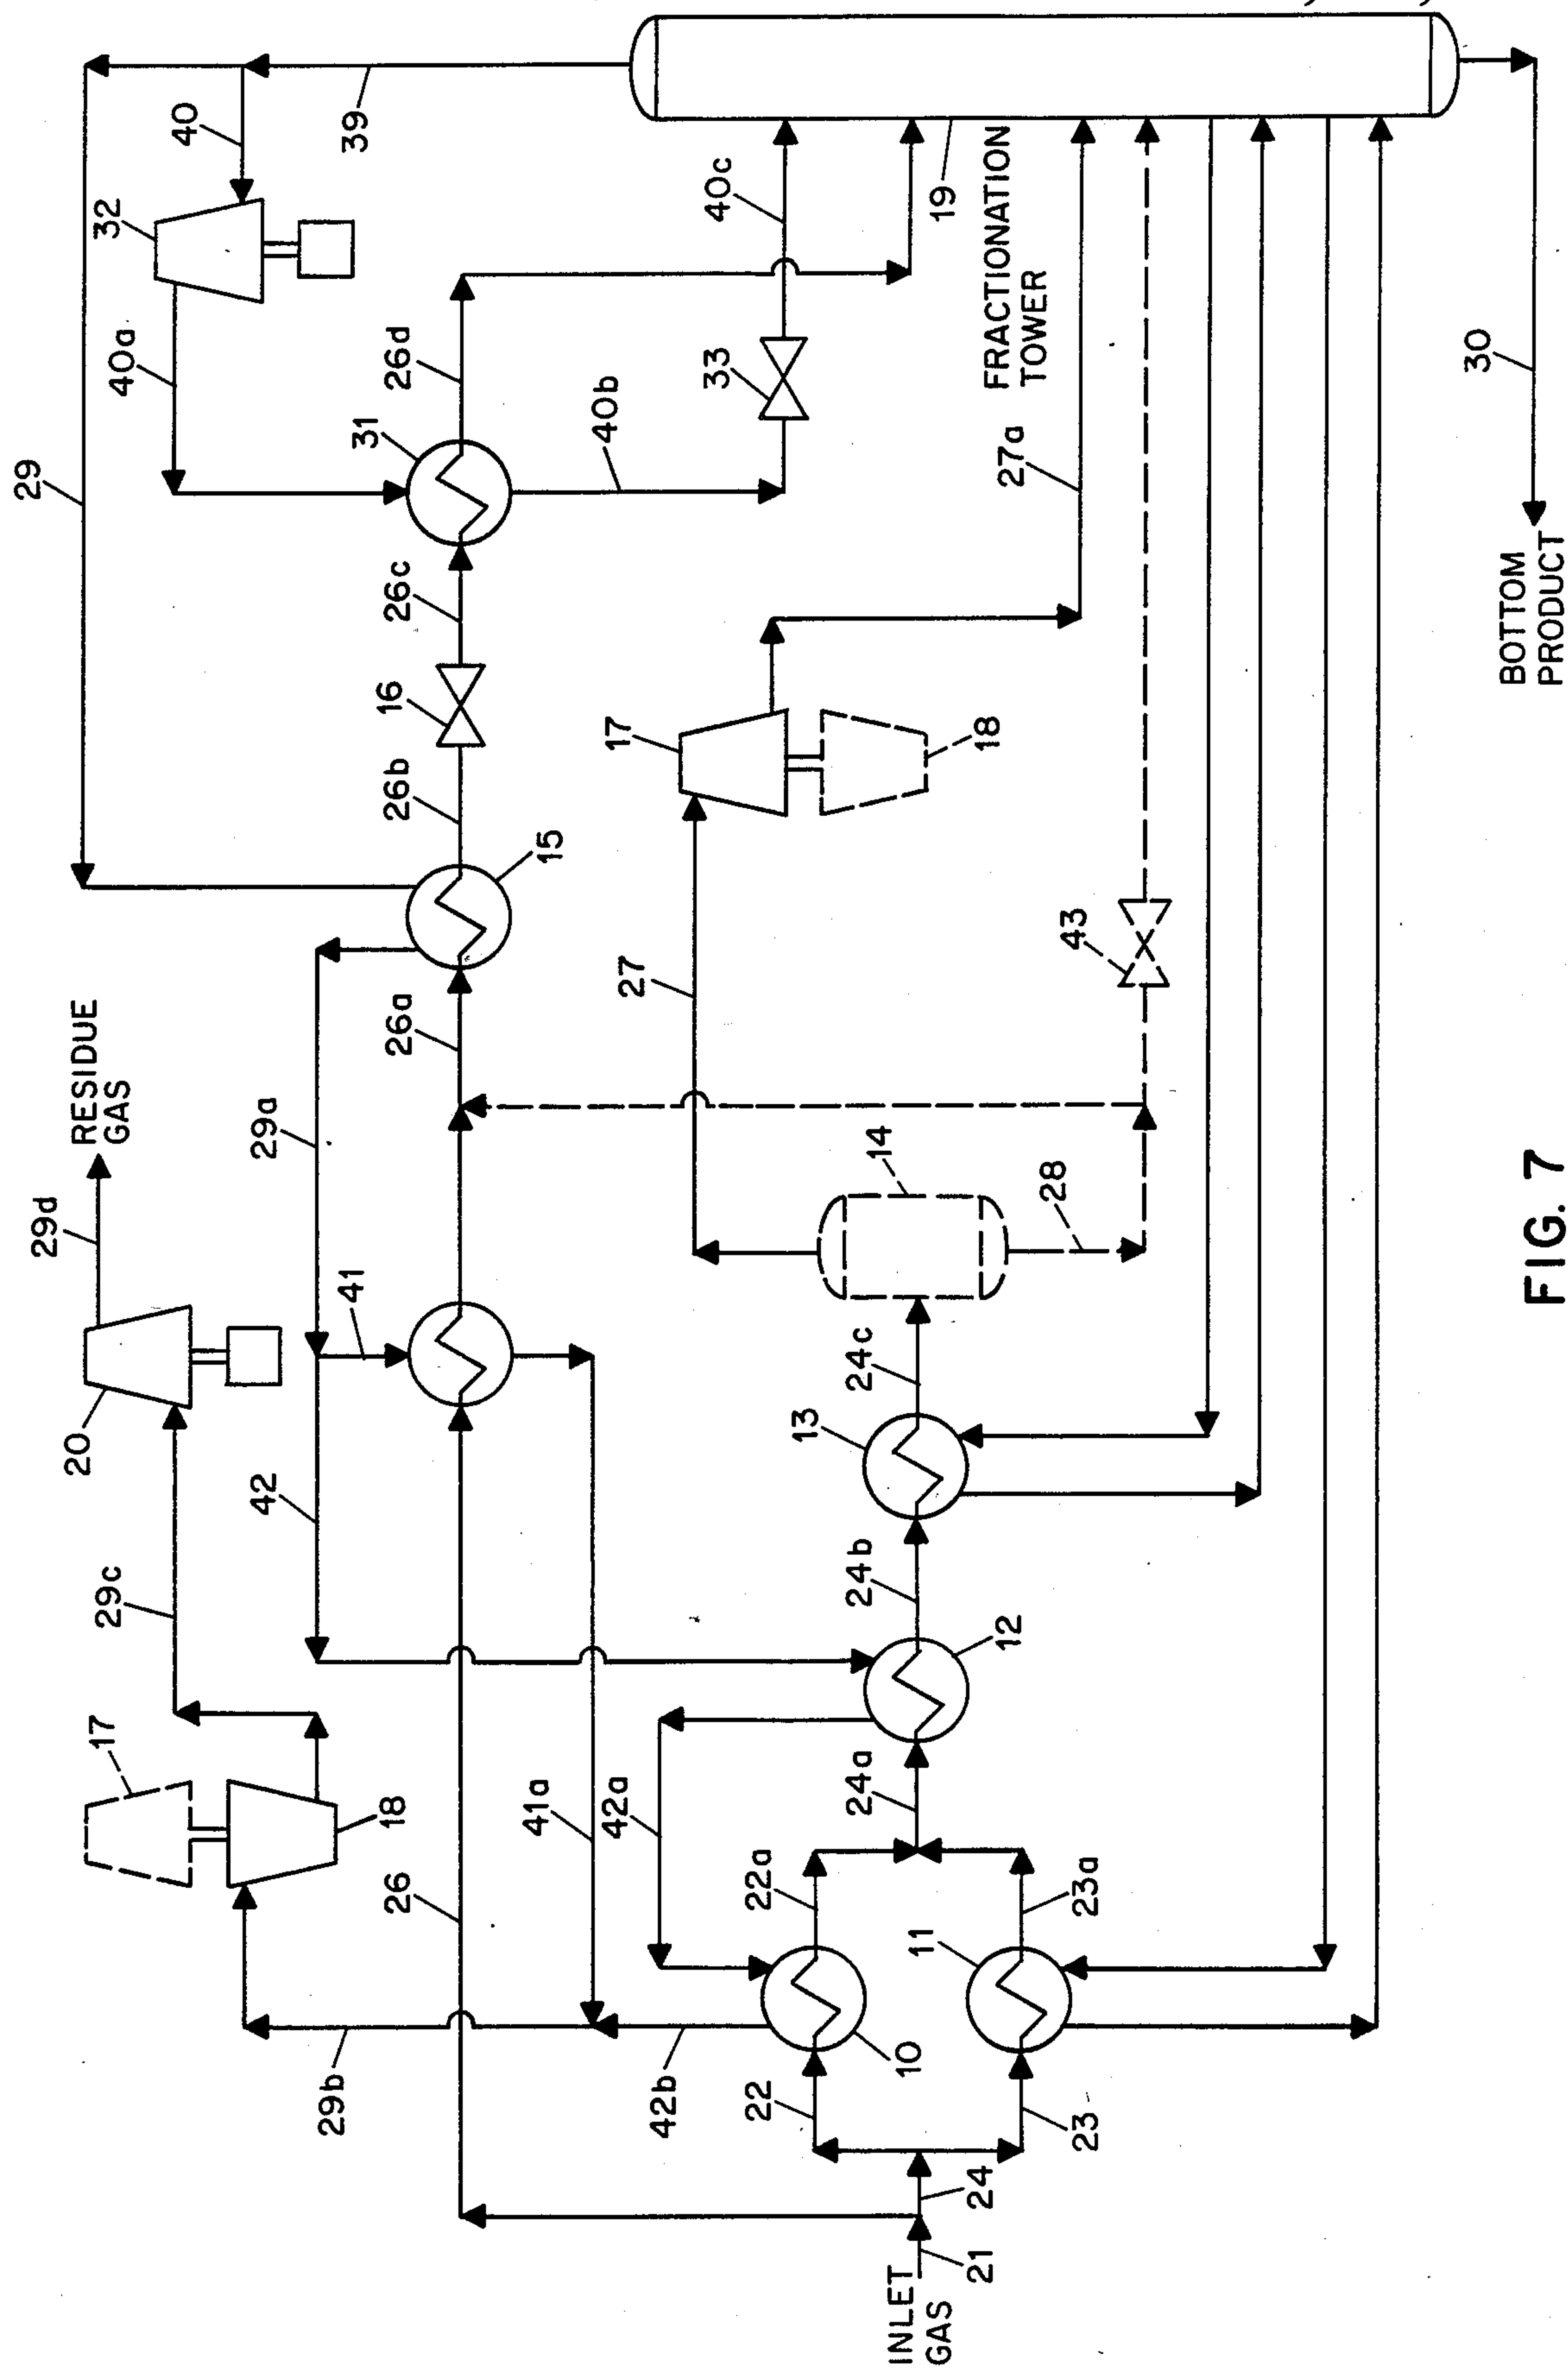 29
29d
RESIDUE
GAS
20
17
29c
32
40a
40
42
29a
29b
41
39
31
18
26
26a
26b
16
26c
26d
15
41a
42a
40b
27
17
42b
33
40c
22
22a
24a
24b
13
24c
14
INLET
GAS
10
11
12
18
19
21
24
27a
FRACTIONATION
TOWER
23
23a
28
43
30
BOTTOM
PRODUCT
FIG. 7